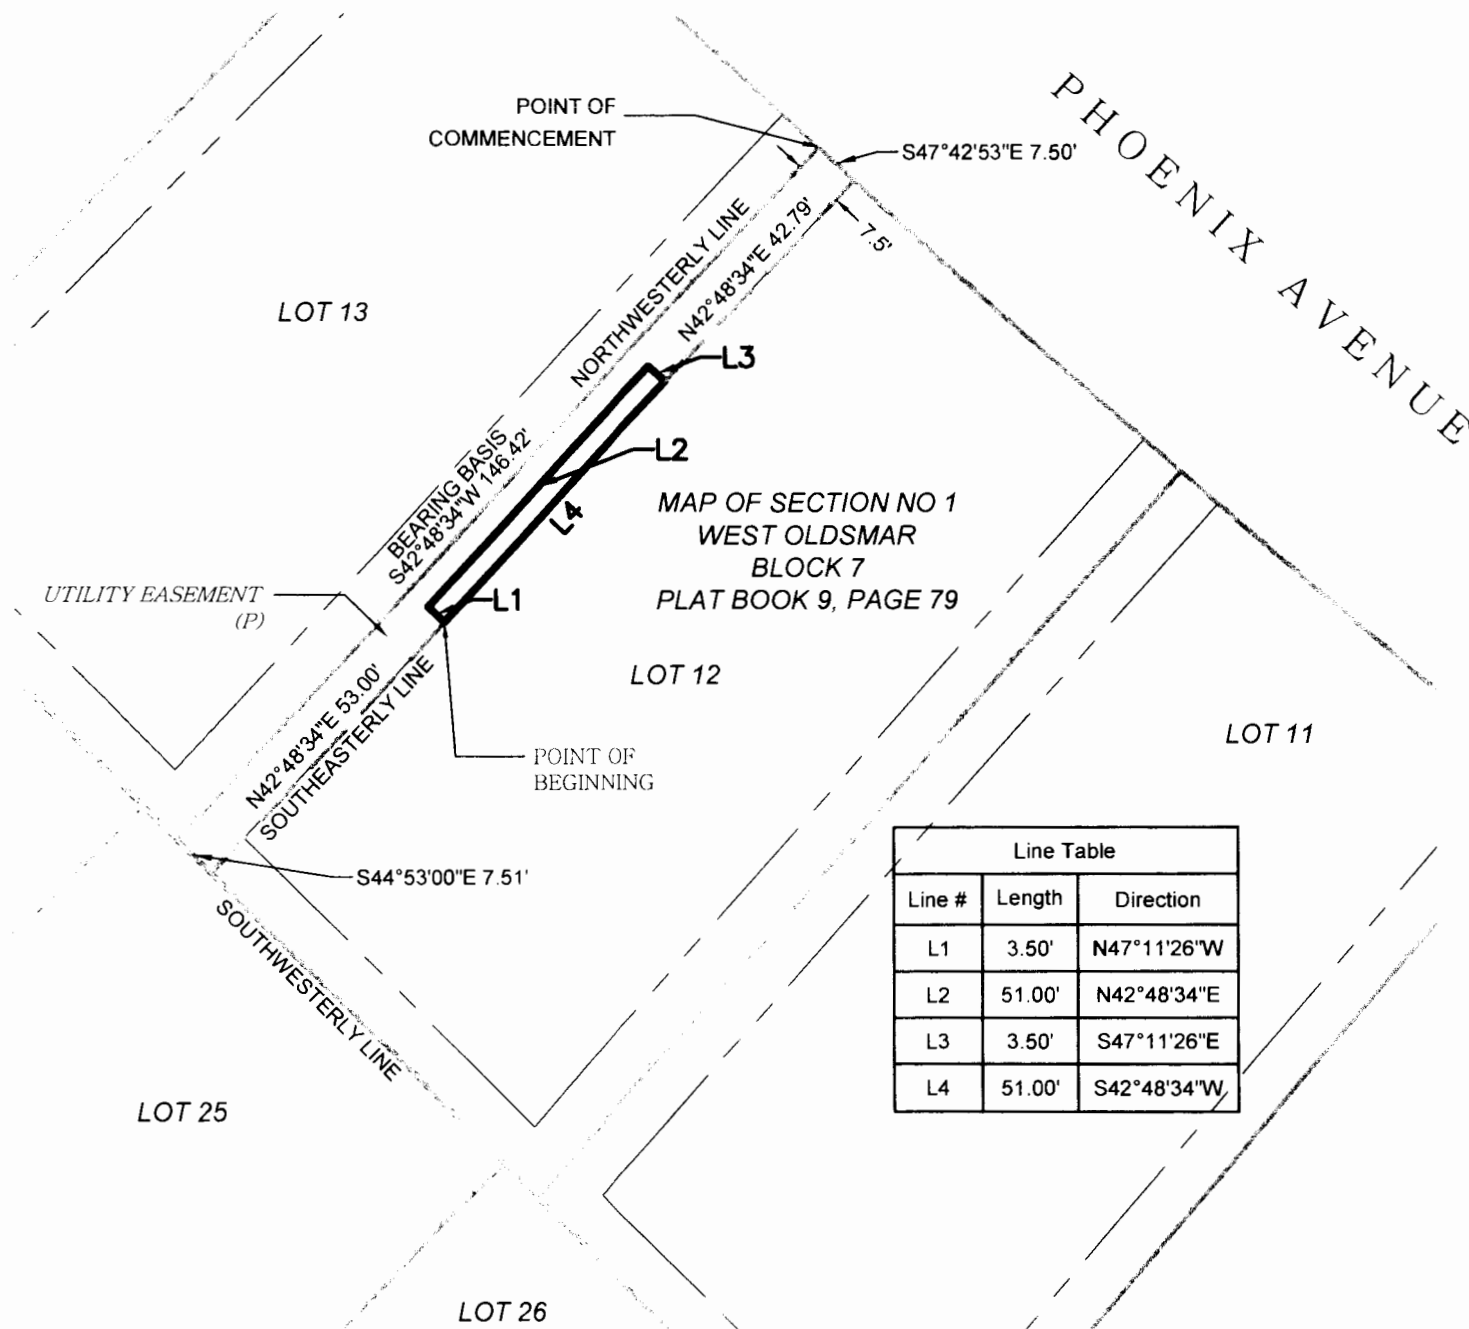 POINT OF
COMMENCEMENT
S47°42'53"E 7.50'
PHOENIX AVENUE
7.5'
N42°48'34"E 42.79'
NORTHWESTERLY LINE
LOT 13
L3
L2
BEARING BASIS
S42°48'34"W 146.42'
L4
MAP OF SECTION NO 1
WEST OLDSMAR
BLOCK 7
PLAT BOOK 9, PAGE 79
UTILITY EASEMENT
(P)
L1
LOT 12
N42°48'34"E 53.00'
SOUTHEASTERLY LINE
POINT OF
BEGINNING
LOT 11
S44°53'00"E 7.51'
SOUTHWESTERLY LINE
Line Table
Line # Length Direction
L1 3.50' N47°11'26"W
L2 51.00' N42°48'34"E
L3 3.50' S47°11'26"E
L4 51.00' S42°48'34"W
LOT 25
LOT 26